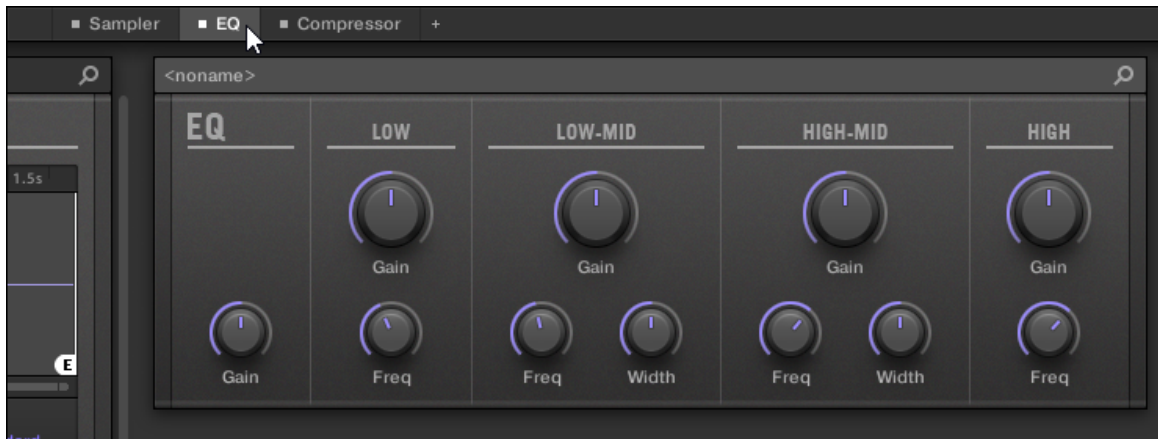 Sampler EQ Compressor +
<noname>
EQ LOW LOW-MID HIGH-MID HIGH
1.5s
Gain Gain Gain Gain
E
Gain Freq Freq Width Freq Width Freq